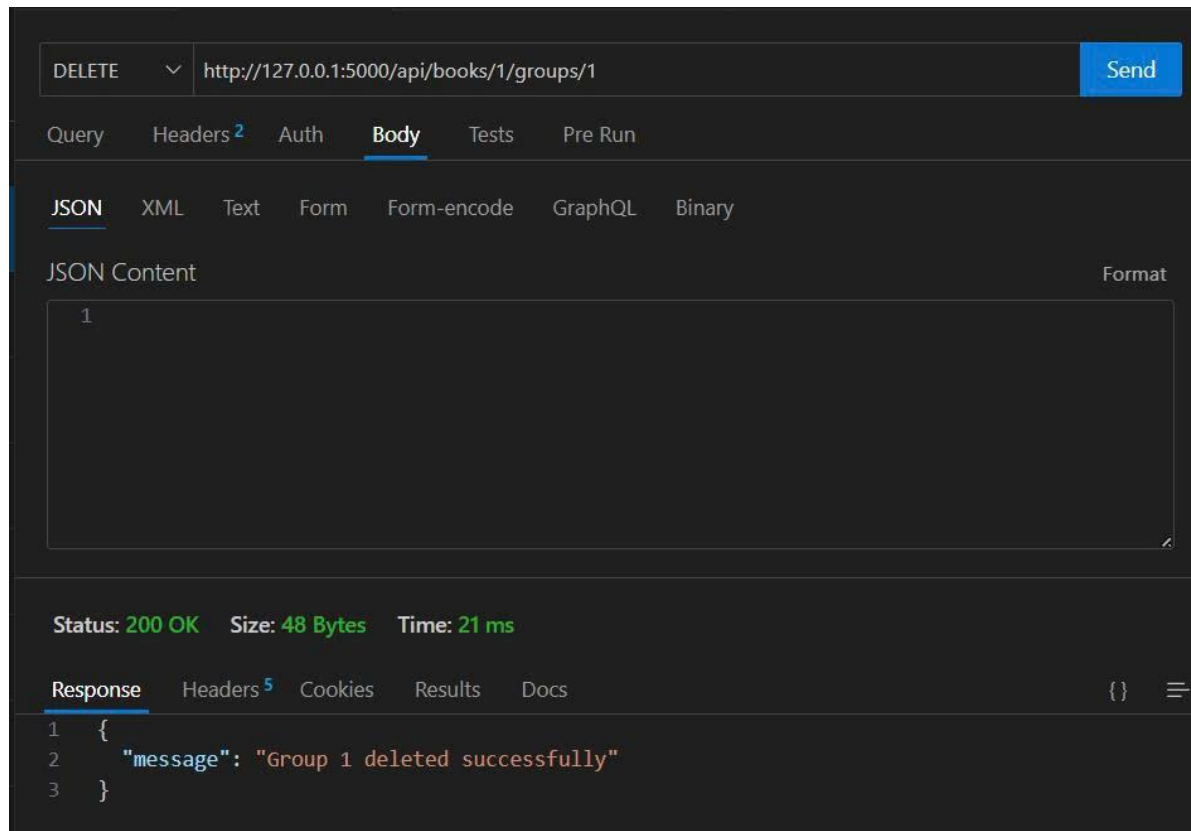 DELETE http://127.0.0.1:5000/api/books/1/groups/1 Send
Query Headers 2 Auth Body Tests Pre Run
JSON XML Text Form Form-encode GraphQL Binary
JSON Content Format
1
Status: 200 OK Size: 48 Bytes Time: 21 ms
Response Headers 5 Cookies Results Docs {}
1 {
2 "message": "Group 1 deleted successfully"
3 }